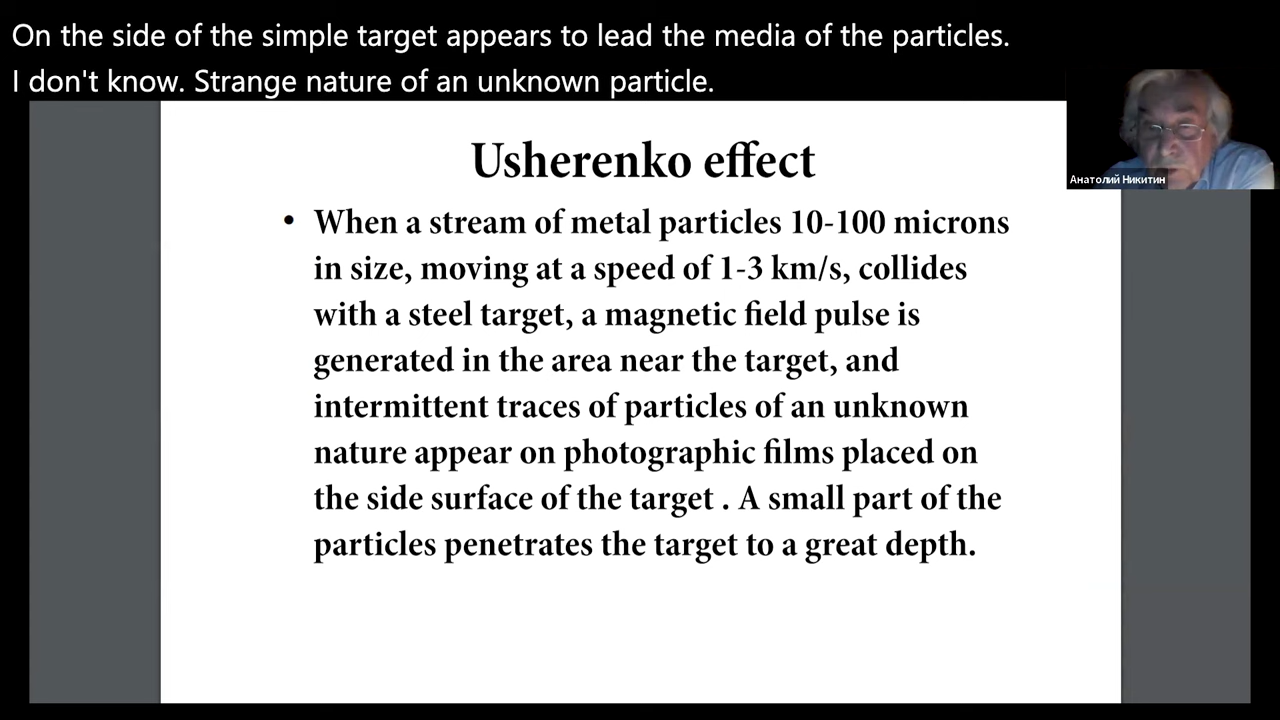 On the side of the simple target appears to lead the media of the particles.
I don't know. Strange nature of an unknown particle.
Анатолий Никитин
Usherenko effect
• When a stream of metal particles 10-100 microns
in size, moving at a speed of 1-3 km/s, collides
with a steel target, a magnetic field pulse is
generated in the area near the target, and
intermittent traces of particles of an unknown
nature appear on photographic films placed on
the side surface of the target . A small part of the
particles penetrates the target to a great depth.